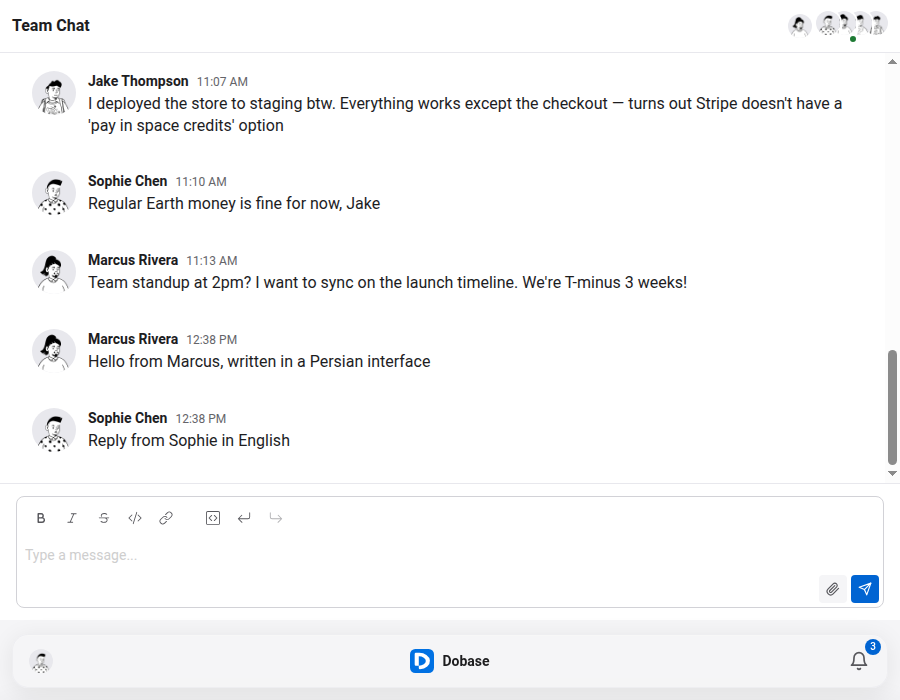 Team Chat
Jake Thompson 11:07 AM
I deployed the store to staging btw. Everything works except the checkout — turns out Stripe doesn't have a
'pay in space credits' option
Sophie Chen 11:10 AM
Regular Earth money is fine for now, Jake
Marcus Rivera 11:13 AM
Team standup at 2pm? I want to sync on the launch timeline. We're T-minus 3 weeks!
Marcus Rivera 12:38 PM
Hello from Marcus, written in a Persian interface
Sophie Chen 12:38 PM
Reply from Sophie in English
B I S
Type a message...
D Dobase
3